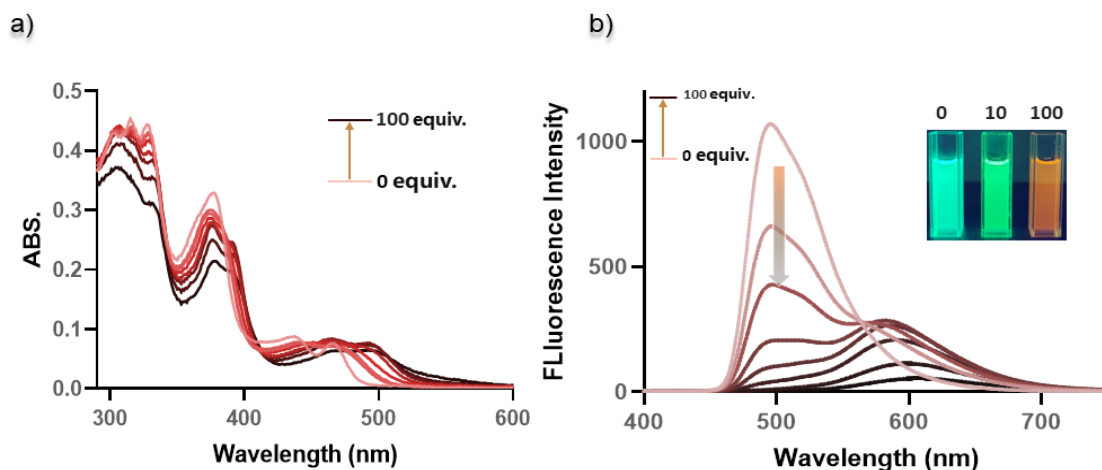 a)
0.5
0.4
0.3
0.2
0.1
0.0
ABS.
300
400
500
600
Wavelength (nm)
100 equiv.
0 equiv.
b)
FLluorescence Intensity
1000
500
0
400
500
600
700
Wavelength (nm)
100 equiv.
0 equiv.
0 10 100